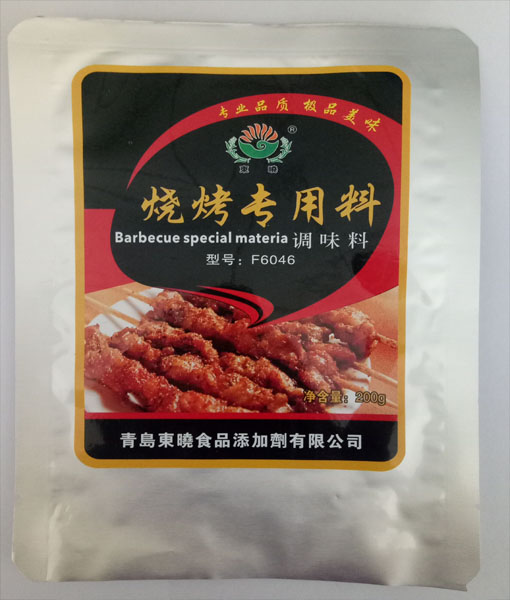 专业品质 极品美味
®
東曉
烧烤专用料
Barbecue special materia 调味料
型号：F6046
净含量：200g
青島東曉食品添加劑有限公司